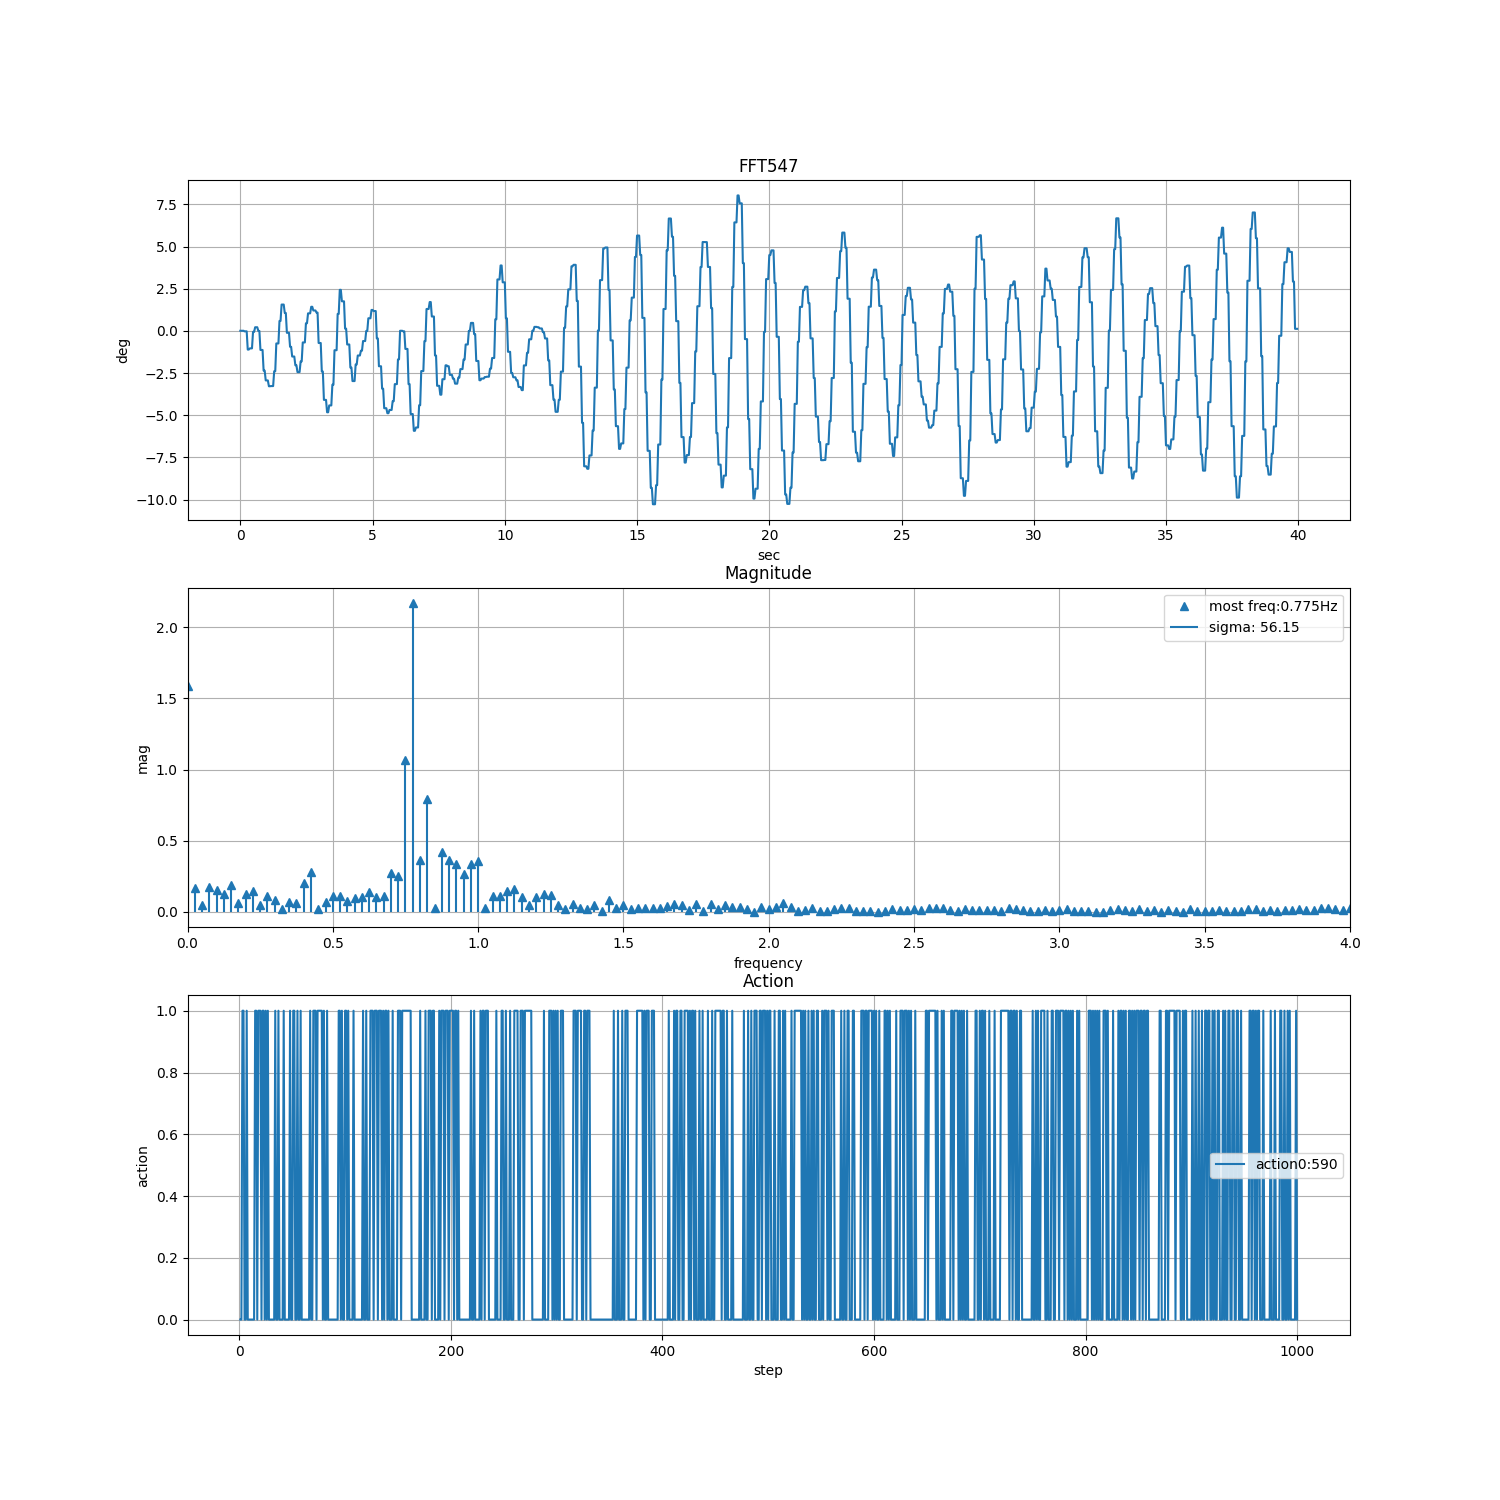 FFT547
7.5
5.0
2.5
0.0
−2.5
−5.0
−7.5
−10.0
deg
0 5 10 15 20 25 30 35 40
sec
Magnitude
most freq:0.775Hz
sigma: 56.15
2.0
1.5
1.0
0.5
0.0
mag
0.0 0.5 1.0 1.5 2.0 2.5 3.0 3.5 4.0
frequency
Action
1.0
0.8
0.6
0.4
0.2
0.0
action
action0:590
0 200 400 600 800 1000
step